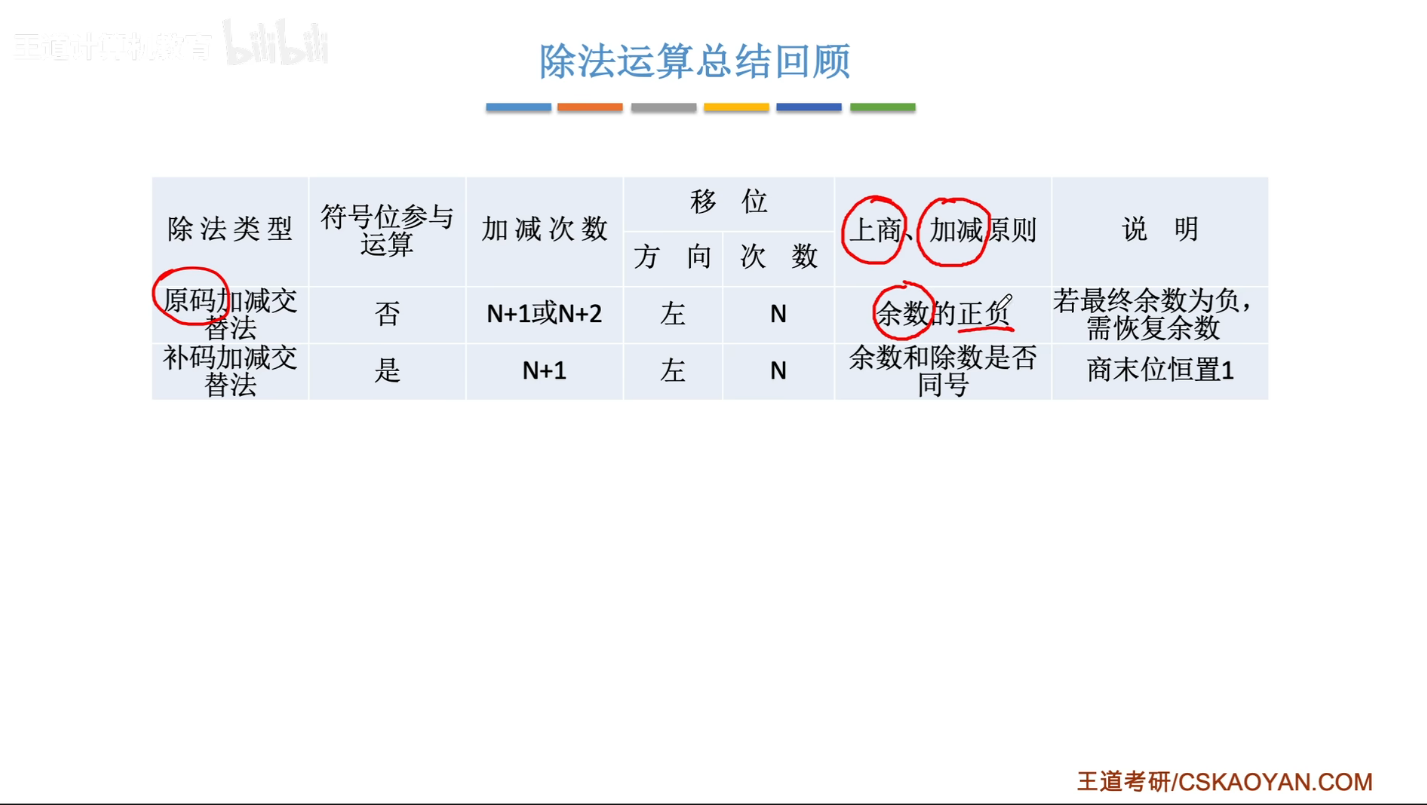 王道计算机教育 bilibili
除法运算总结回顾
除法类型
符号位参与
运算
加减次数
移 位
方 向
次 数
上商、加减原则
说 明
原码加减交
替法
否
N+1或N+2
左
N
余数的正负
若最终余数为负，
需恢复余数
补码加减交
替法
是
N+1
左
N
余数和除数是否
同号
商末位恒置1
王道考研/CSKAOYAN.COM